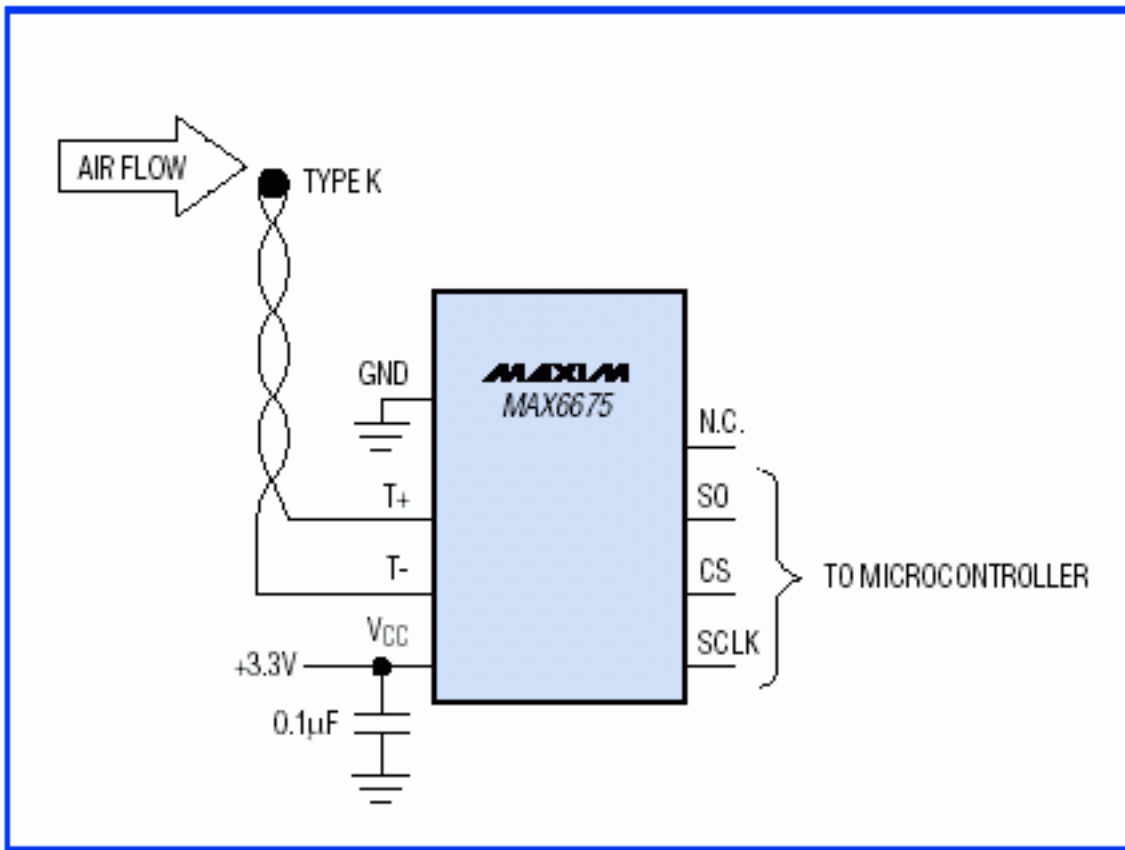 AIR FLOW
TYPE K
GND
MAXIM
MAX6675
N.C.
T+
SO
T-
CS
TO MICROCONTROLLER
VCC
SCLK
+3.3V
0.1µF